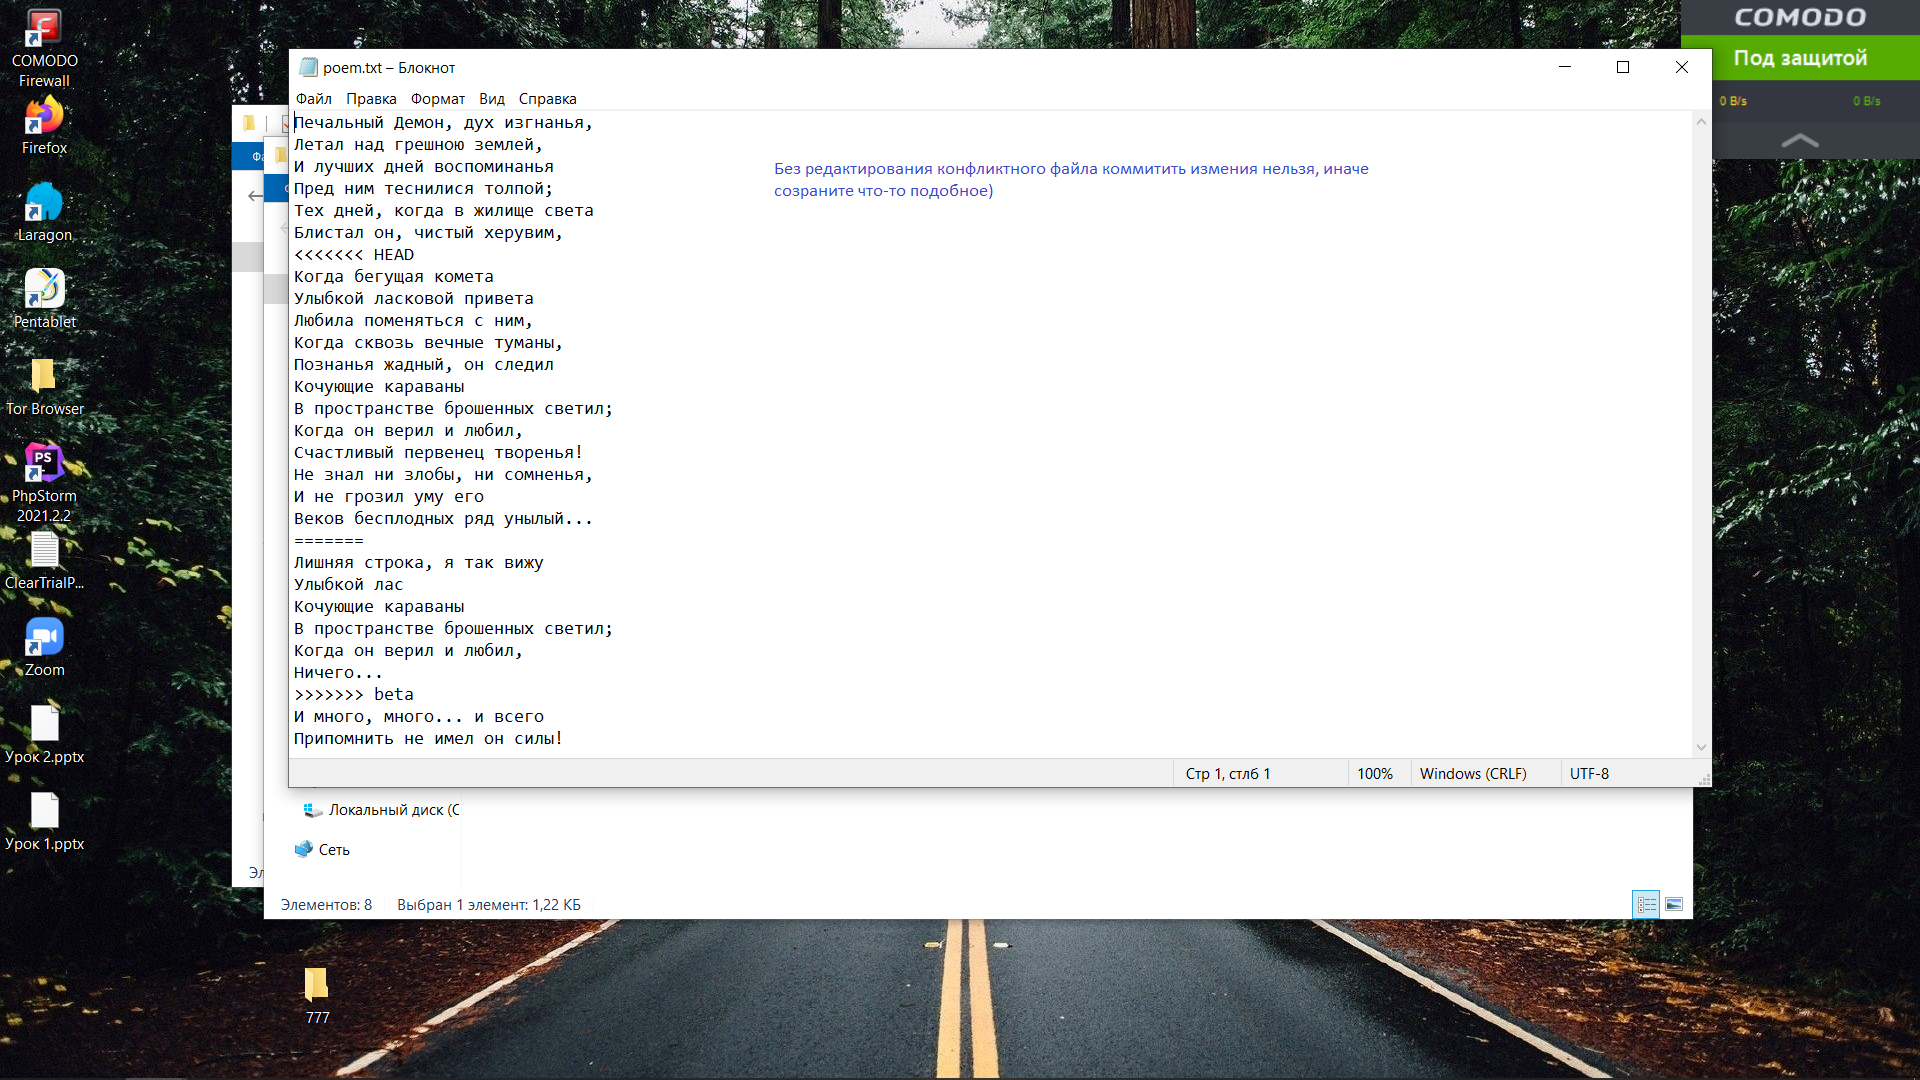 COMODO
Firewall
Firefox
Laragon
Pentablet
Tor Browser
PhpStorm
2021.2.2
ClearTrialP...
Zoom
Урок 2.pptx
Урок 1.pptx
poem.txt – Блокнот
Файл Правка Формат Вид Справка
Печальный Демон, дух изгнанья,
Летал над грешною землей,
И лучших дней воспоминанья
Пред ним теснилися толпой;
Тех дней, когда в жилище света
Блистал он, чистый херувим,
<<<<<<< HEAD
Когда бегущая комета
Улыбкой ласковой привета
Любила поменяться с ним,
Когда сквозь вечные туманы,
Познанья жадный, он следил
Кочующие караваны
В пространстве брошенных светил;
Когда он верил и любил,
Счастливый первенец творенья!
Не знал ни злобы, ни сомненья,
И не грозил уму его
Веков бесплодных ряд унылый...
=======
Лишняя строка, я так вижу
Улыбкой лас
Кочующие караваны
В пространстве брошенных светил;
Когда он верил и любил,
Ничего...
>>>>>>> beta
И много, много... и всего
Припомнить не имел он силы!
Без редактирования конфликтного файла коммитить измения нельзя, иначе
созраните что-то подобное)
Стр 1, стлб 1 100% Windows (CRLF) UTF-8
Локальный диск (C
Сеть
Эл
Элементов: 8 Выбран 1 элемент: 1,22 КБ
777
COMODO
Под защитой
0 B/s 0 B/s